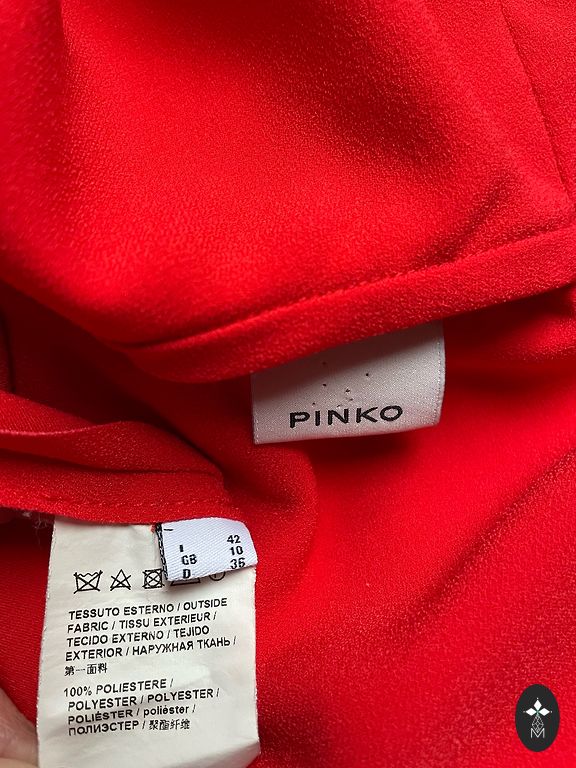 PINKO
I 42
GB 10
D 36
TESSUTO ESTERNO / OUTSIDE
FABRIC / TISSU EXTERIEUR /
TECIDO EXTERNO / TEJIDO
EXTERIOR / НАРУЖНАЯ ТКАНЬ /
第一面料
100% POLIESTERE /
POLYESTER / POLYESTER /
POLIÉSTER / poliéster /
ПОЛИЭСТЕР / 聚酯纤维
M